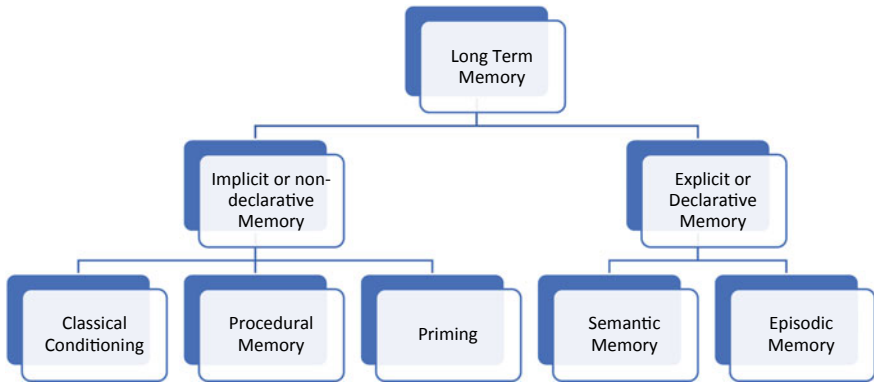 Long Term
Memory
Implicit or non-
declarative
Memory
Explicit or
Declarative
Memory
Classical
Conditioning
Procedural
Memory
Priming
Semantic
Memory
Episodic
Memory